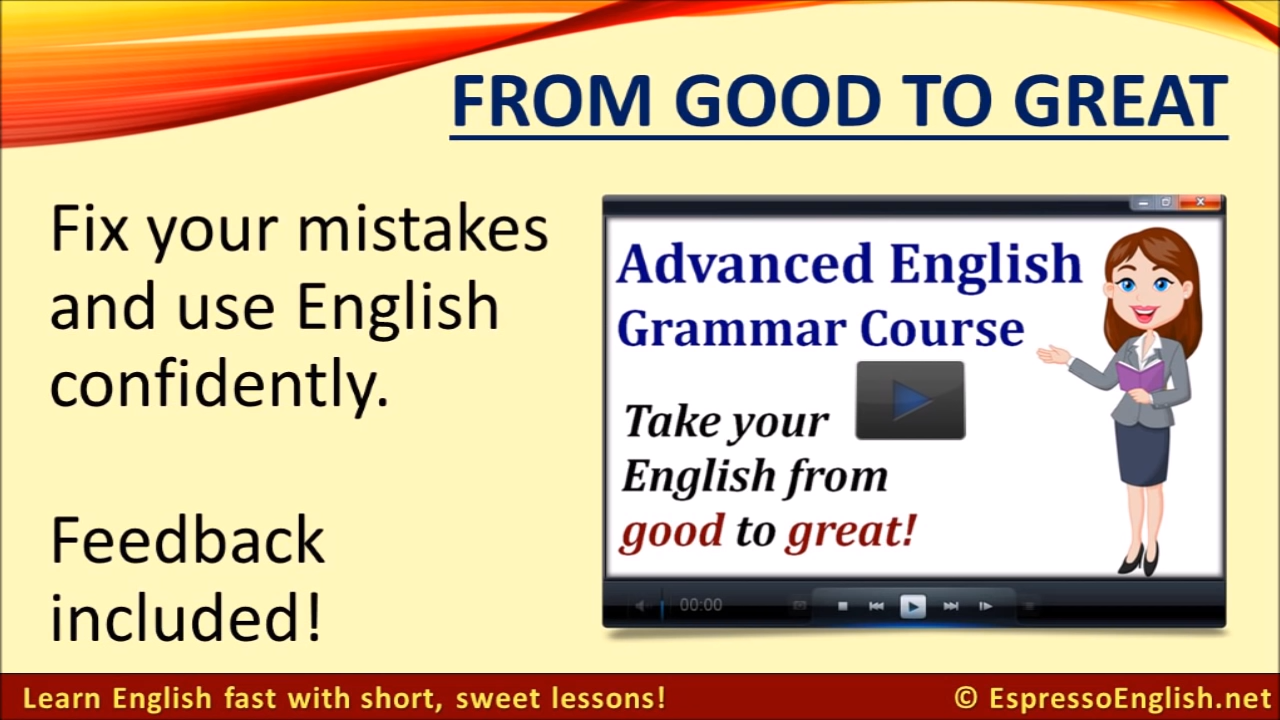 FROM GOOD TO GREAT
Fix your mistakes
and use English
confidently.
Feedback
included!
Advanced English
Grammar Course
Take your
English from
good to great!
00:00
Learn English fast with short, sweet lessons!
© EspressoEnglish.net